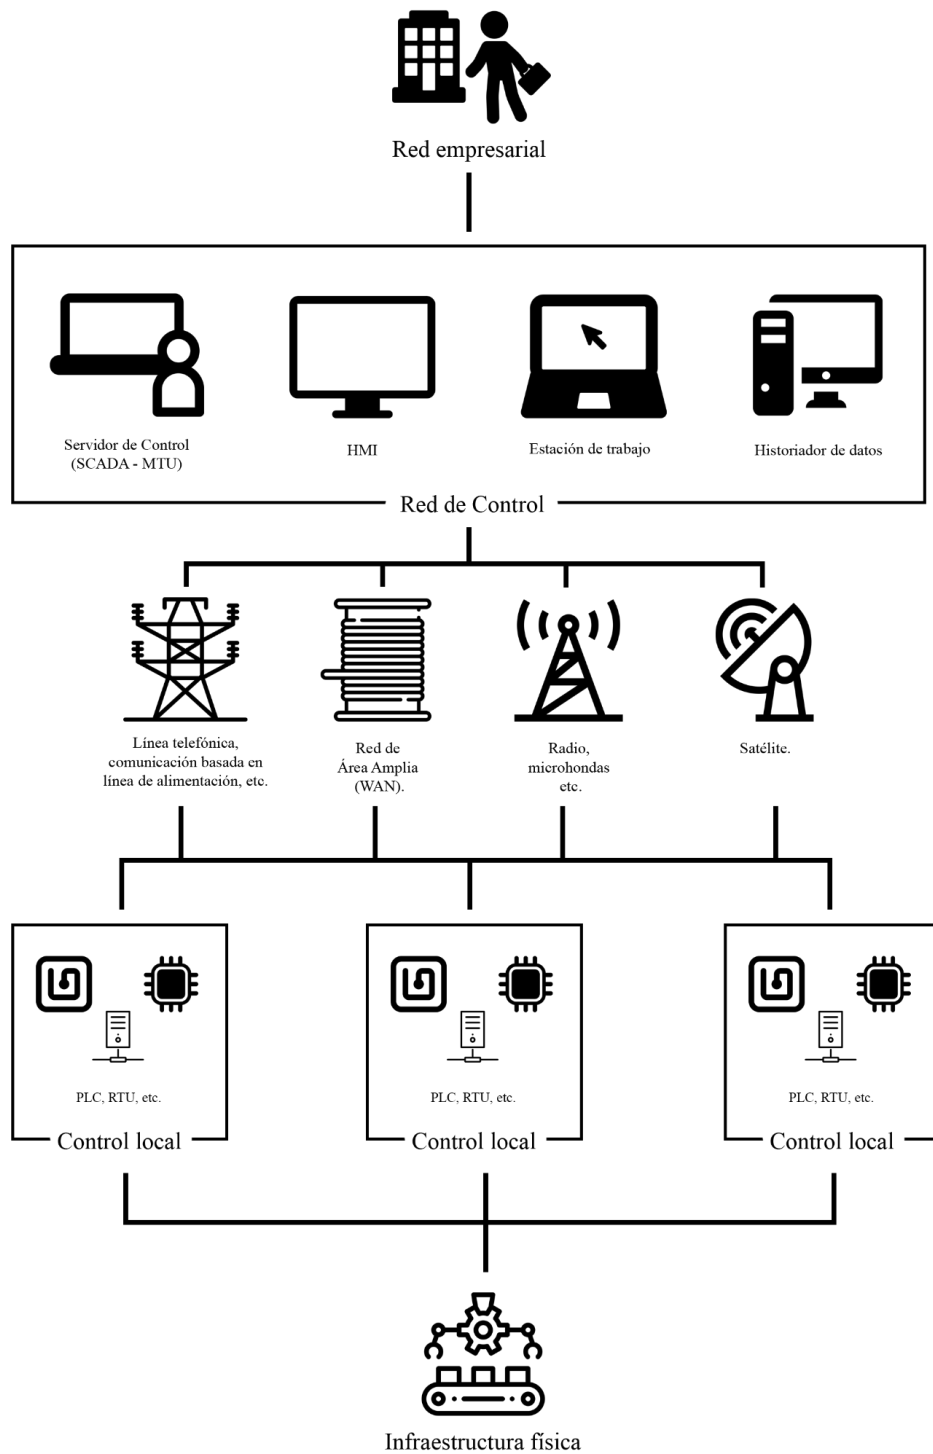 Red empresarial
Servidor de Control
(SCADA - MTU)
HMI
Estación de trabajo
Historiador de datos
Red de Control
Línea telefónica,
comunicación basada en
línea de alimentación, etc.
Red de
Área Amplia
(WAN).
Radio,
microhondas
etc.
Satélite.
PLC, RTU, etc.
Control local
PLC, RTU, etc.
Control local
PLC, RTU, etc.
Control local
Infraestructura física